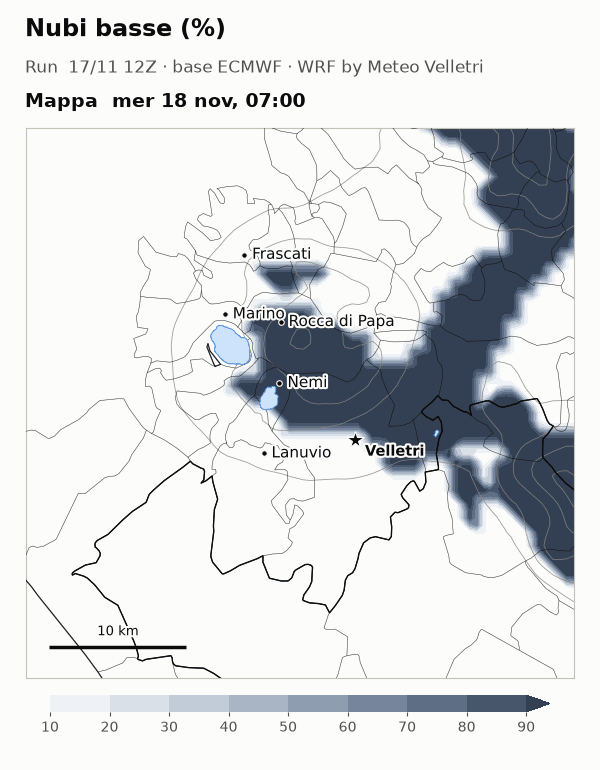 Nubi basse (%)
Run  17/11 12Z · base ECMWF · WRF by Meteo Velletri
Mappa  mer 18 nov, 07:00
Frascati
Marino
Rocca di Papa
Nemi
Velletri
Lanuvio
10 km
10 20 30 40 50 60 70 80 90